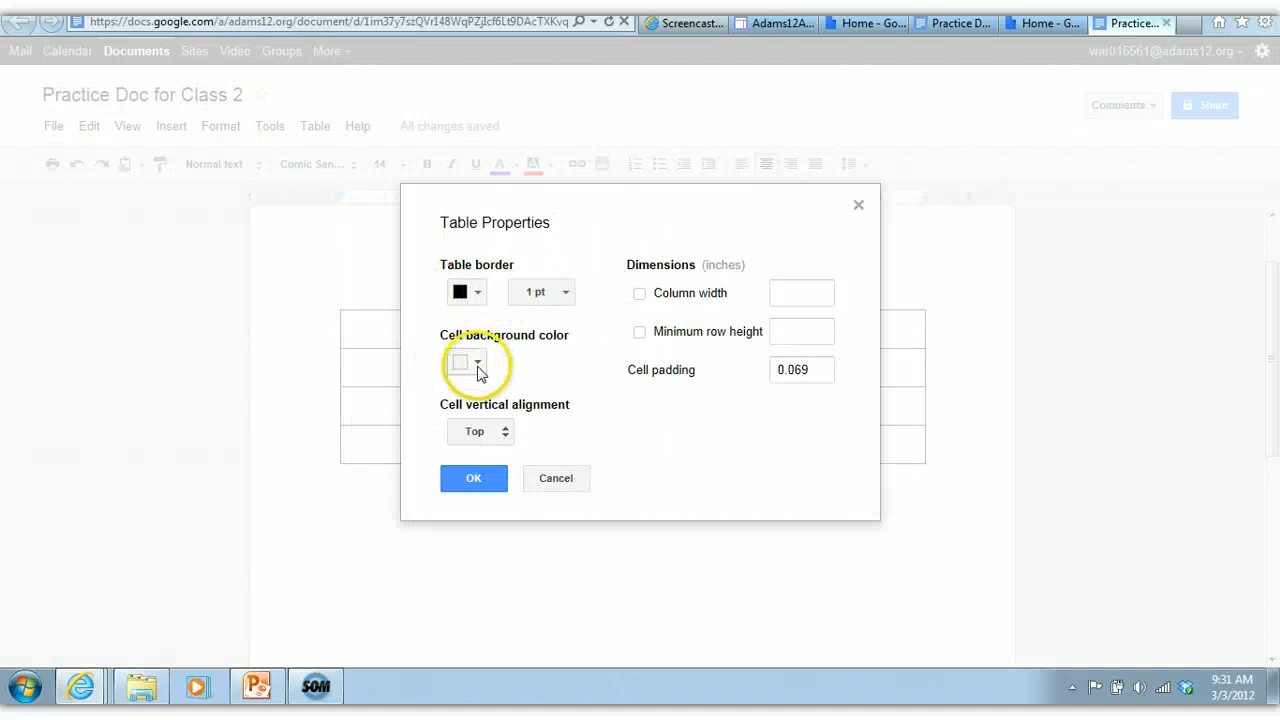 https://docs.google.com/a/adams12.org/document/d/1im37y7szQVr148WqPZjIcf6Lt9DAcTXKvq
Screencast... Adams12A... Home - Go... Practice D... Home - G... Practice...
Mail Calendar Documents Sites Video Groups More
war016561@adams12.org
Practice Doc for Class 2
Comments Share
File Edit View Insert Format Tools Table Help All changes saved
Normal text Comic San... 14 B I U A A
Table Properties
Table border Dimensions (inches)
1 pt Column width
Cell background color Minimum row height
Cell padding 0.069
Cell vertical alignment
Top
OK Cancel
SOM
9:31 AM
3/3/2012